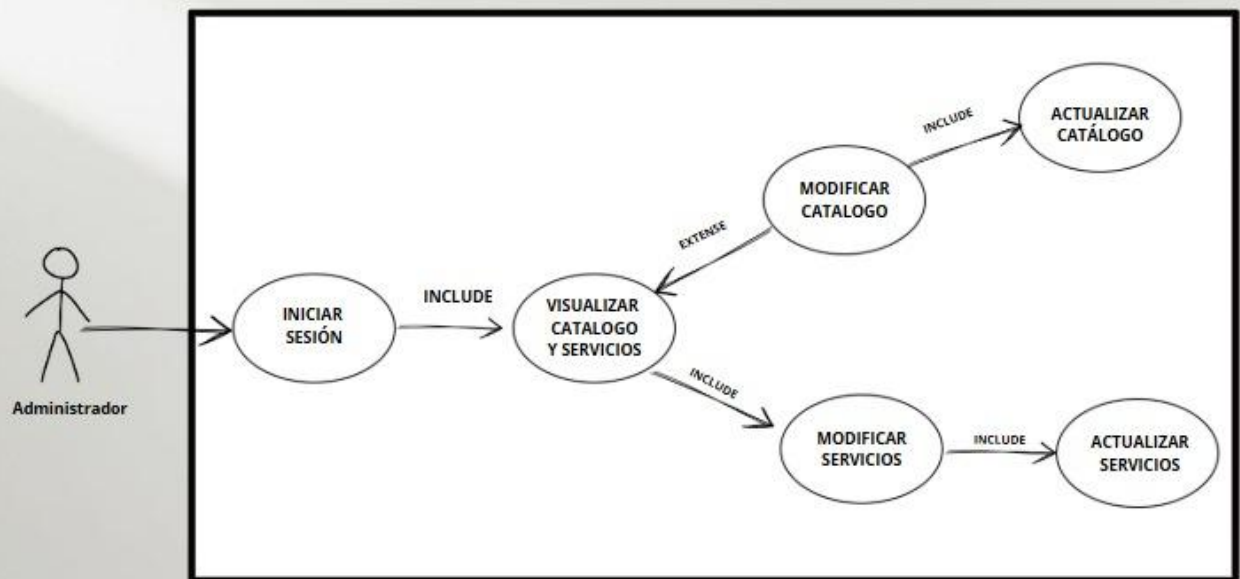 ACTUALIZAR
CATÁLOGO
INCLUDE
MODIFICAR
CATALOGO
EXTENSE
INICIAR
SESIÓN
INCLUDE
VISUALIZAR
CATALOGO
Y SERVICIOS
INCLUDE
Administrador
MODIFICAR
SERVICIOS
INCLUDE
ACTUALIZAR
SERVICIOS